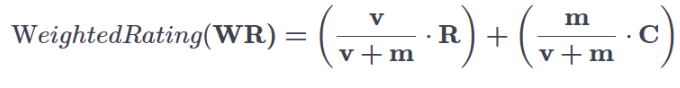 WeightedRating(WR) = (v/(v + m) · R) + (m/(v + m) · C)